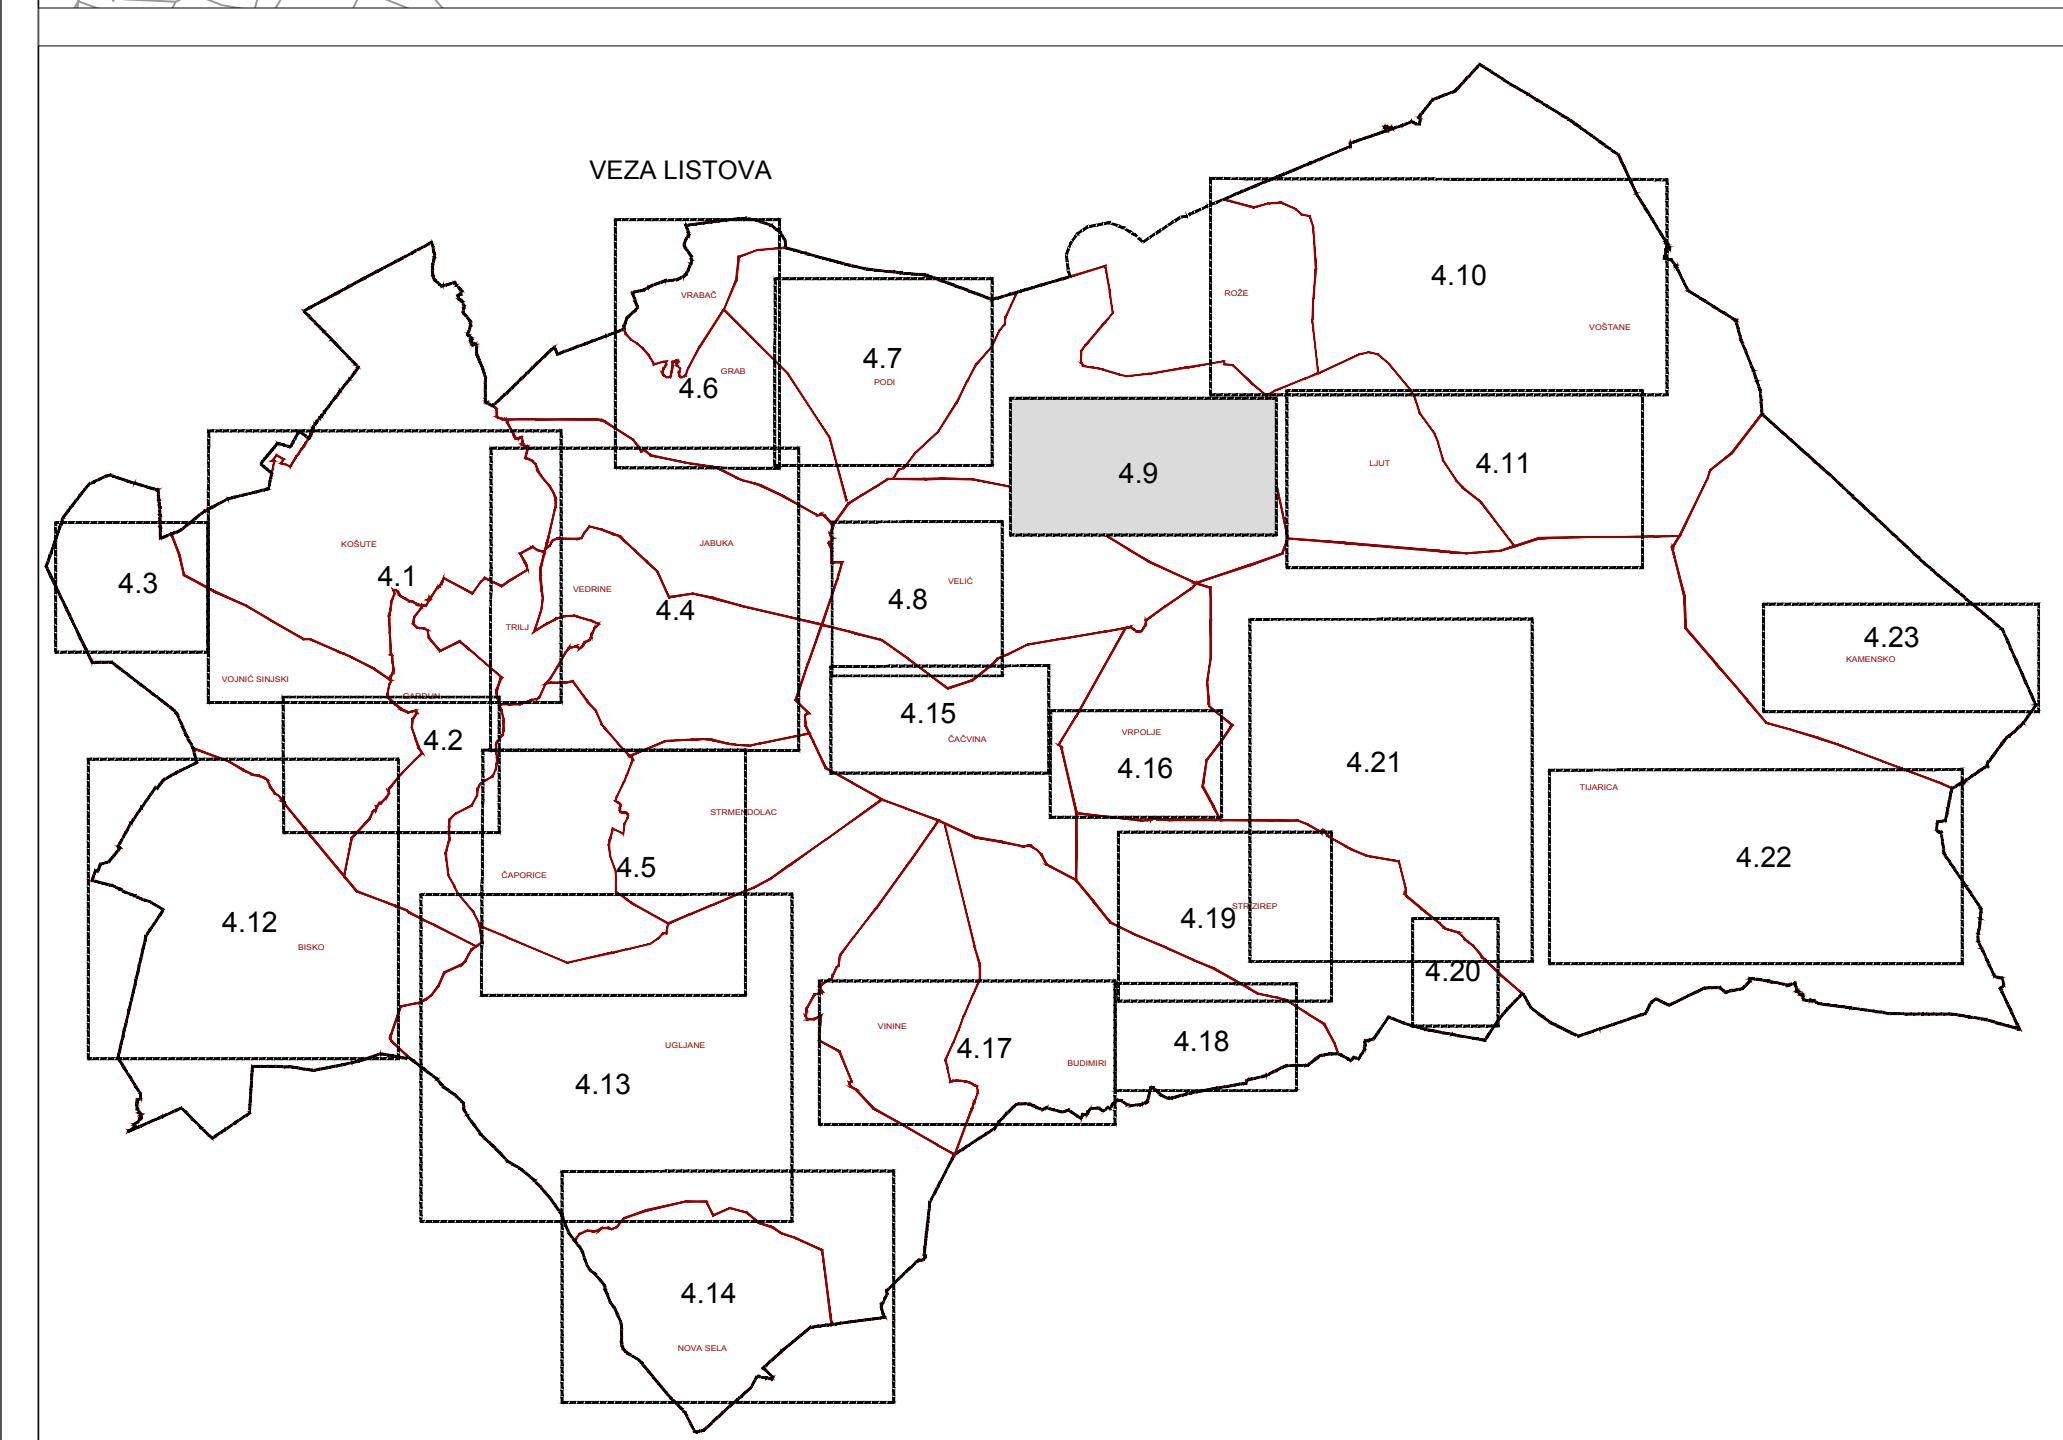 VEZA LISTOVA
4.10
ROŽE
VRABAČ
VOŠTANE
4.7
GRAB
PODI
4.6
4.9
LJUT
4.11
KOŠUTE
JABUKA
4.1
4.3
VELIĆ
VEDRINE
4.8
4.4
TRILJ
4.23
KAMENSKO
VOJNIĆ SINJSKI
GARDUN
4.15
4.2
ČAČVINA
VRPOLJE
4.16
4.21
TIJARICA
STRMENDOLAC
4.22
4.5
ČAPORICE
STRIZIREP
4.19
4.12
BISKO
4.20
VININE
4.18
UGLJANE
4.17
BUDIMIRI
4.13
4.14
NOVA SELA